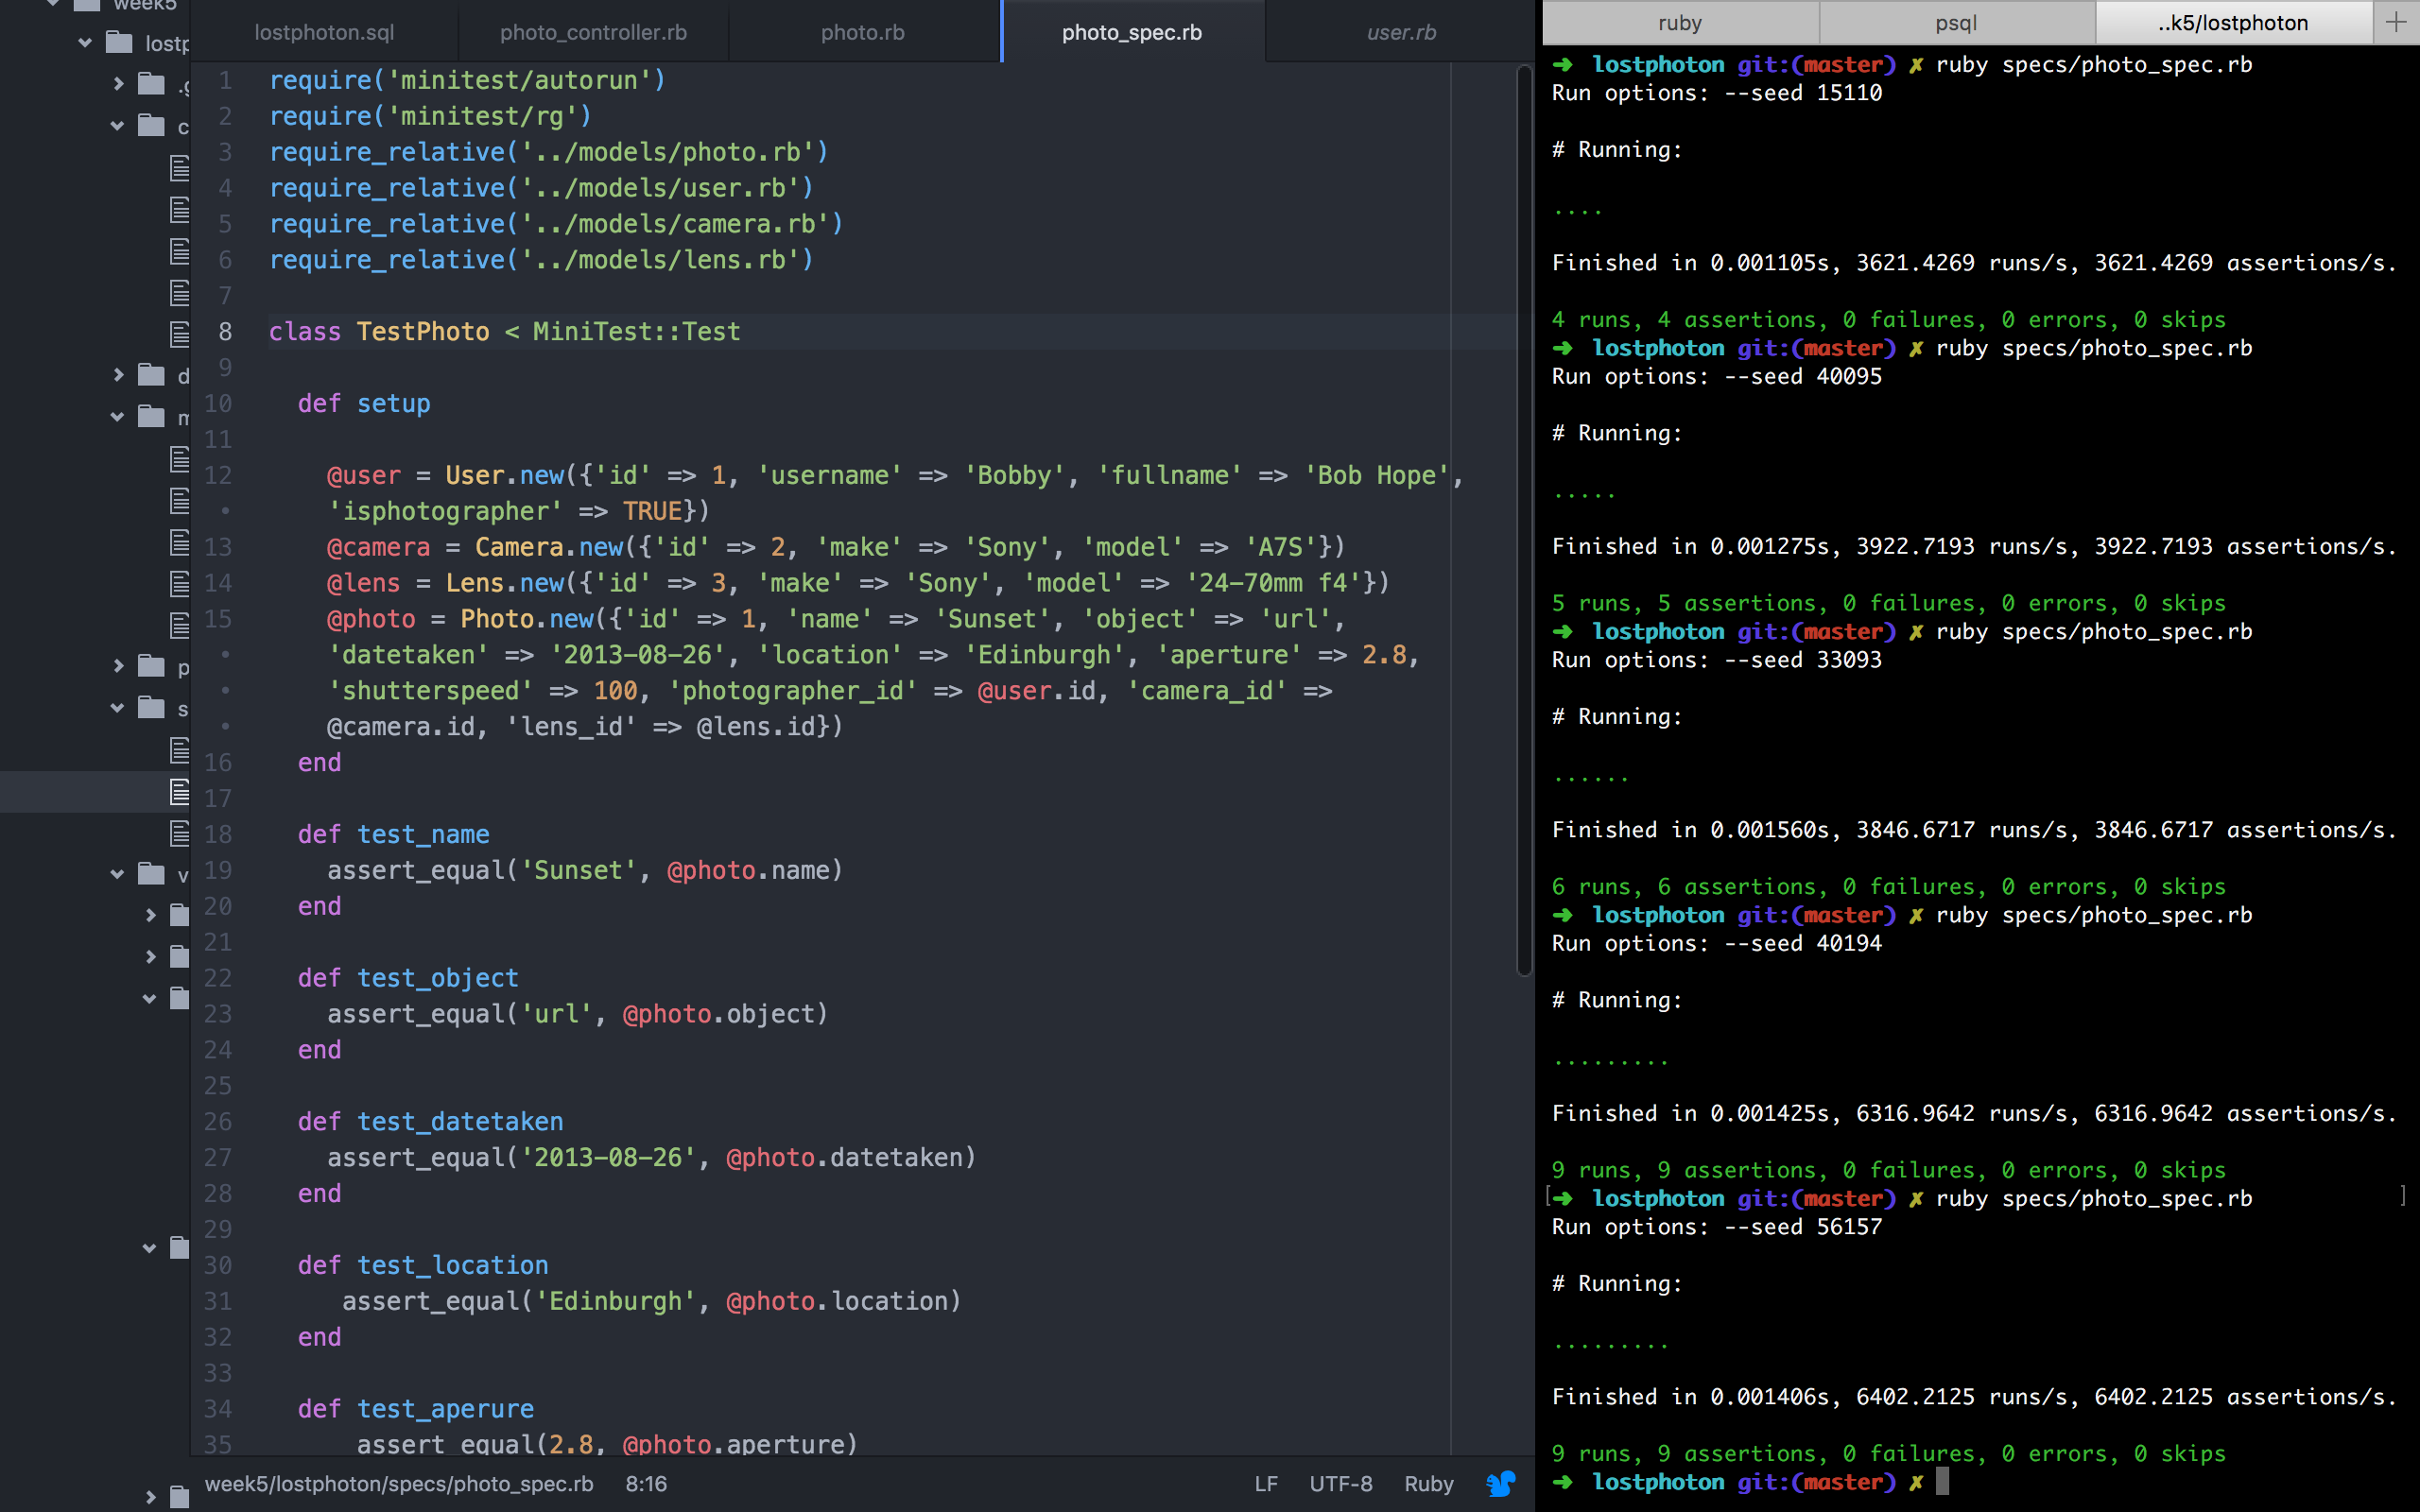 week5
lostp
.g
c
d
m
p
s
v
lostphoton.sql photo_controller.rb photo.rb photo_spec.rb user.rb
1 require('minitest/autorun')
2 require('minitest/rg')
3 require_relative('../models/photo.rb')
4 require_relative('../models/user.rb')
5 require_relative('../models/camera.rb')
6 require_relative('../models/lens.rb')
7
8 class TestPhoto < MiniTest::Test
9
10 def setup
11
12 @user = User.new({'id' => 1, 'username' => 'Bobby', 'fullname' => 'Bob Hope',
• 'isphotographer' => TRUE})
13 @camera = Camera.new({'id' => 2, 'make' => 'Sony', 'model' => 'A7S'})
14 @lens = Lens.new({'id' => 3, 'make' => 'Sony', 'model' => '24-70mm f4'})
15 @photo = Photo.new({'id' => 1, 'name' => 'Sunset', 'object' => 'url',
• 'datetaken' => '2013-08-26', 'location' => 'Edinburgh', 'aperture' => 2.8,
• 'shutterspeed' => 100, 'photographer_id' => @user.id, 'camera_id' =>
• @camera.id, 'lens_id' => @lens.id})
16 end
17
18 def test_name
19 assert_equal('Sunset', @photo.name)
20 end
21
22 def test_object
23 assert_equal('url', @photo.object)
24 end
25
26 def test_datetaken
27 assert_equal('2013-08-26', @photo.datetaken)
28 end
29
30 def test_location
31 assert_equal('Edinburgh', @photo.location)
32 end
33
34 def test_aperure
35 assert_equal(2.8, @photo.aperture)
week5/lostphoton/specs/photo_spec.rb 8:16 LF UTF-8 Ruby
ruby psql ..k5/lostphoton +
➜ lostphoton git:(master) ✗ ruby specs/photo_spec.rb
Run options: --seed 15110
# Running:
....
Finished in 0.001105s, 3621.4269 runs/s, 3621.4269 assertions/s.
4 runs, 4 assertions, 0 failures, 0 errors, 0 skips
➜ lostphoton git:(master) ✗ ruby specs/photo_spec.rb
Run options: --seed 40095
# Running:
.....
Finished in 0.001275s, 3922.7193 runs/s, 3922.7193 assertions/s.
5 runs, 5 assertions, 0 failures, 0 errors, 0 skips
➜ lostphoton git:(master) ✗ ruby specs/photo_spec.rb
Run options: --seed 33093
# Running:
......
Finished in 0.001560s, 3846.6717 runs/s, 3846.6717 assertions/s.
6 runs, 6 assertions, 0 failures, 0 errors, 0 skips
➜ lostphoton git:(master) ✗ ruby specs/photo_spec.rb
Run options: --seed 40194
# Running:
.........
Finished in 0.001425s, 6316.9642 runs/s, 6316.9642 assertions/s.
9 runs, 9 assertions, 0 failures, 0 errors, 0 skips
[➜ lostphoton git:(master) ✗ ruby specs/photo_spec.rb ]
Run options: --seed 56157
# Running:
.........
Finished in 0.001406s, 6402.2125 runs/s, 6402.2125 assertions/s.
9 runs, 9 assertions, 0 failures, 0 errors, 0 skips
➜ lostphoton git:(master) ✗